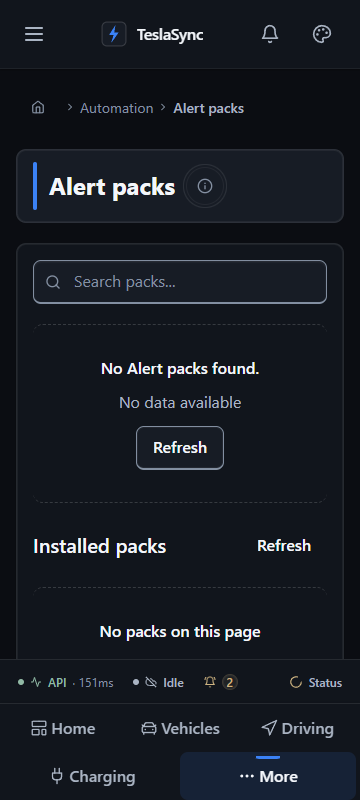 TeslaSync
Automation
Alert packs
Alert packs
Search packs...
No Alert packs found.
No data available
Refresh
Installed packs
Refresh
No packs on this page
API · 151ms
Idle
2
Status
Home
Vehicles
Driving
Charging
More